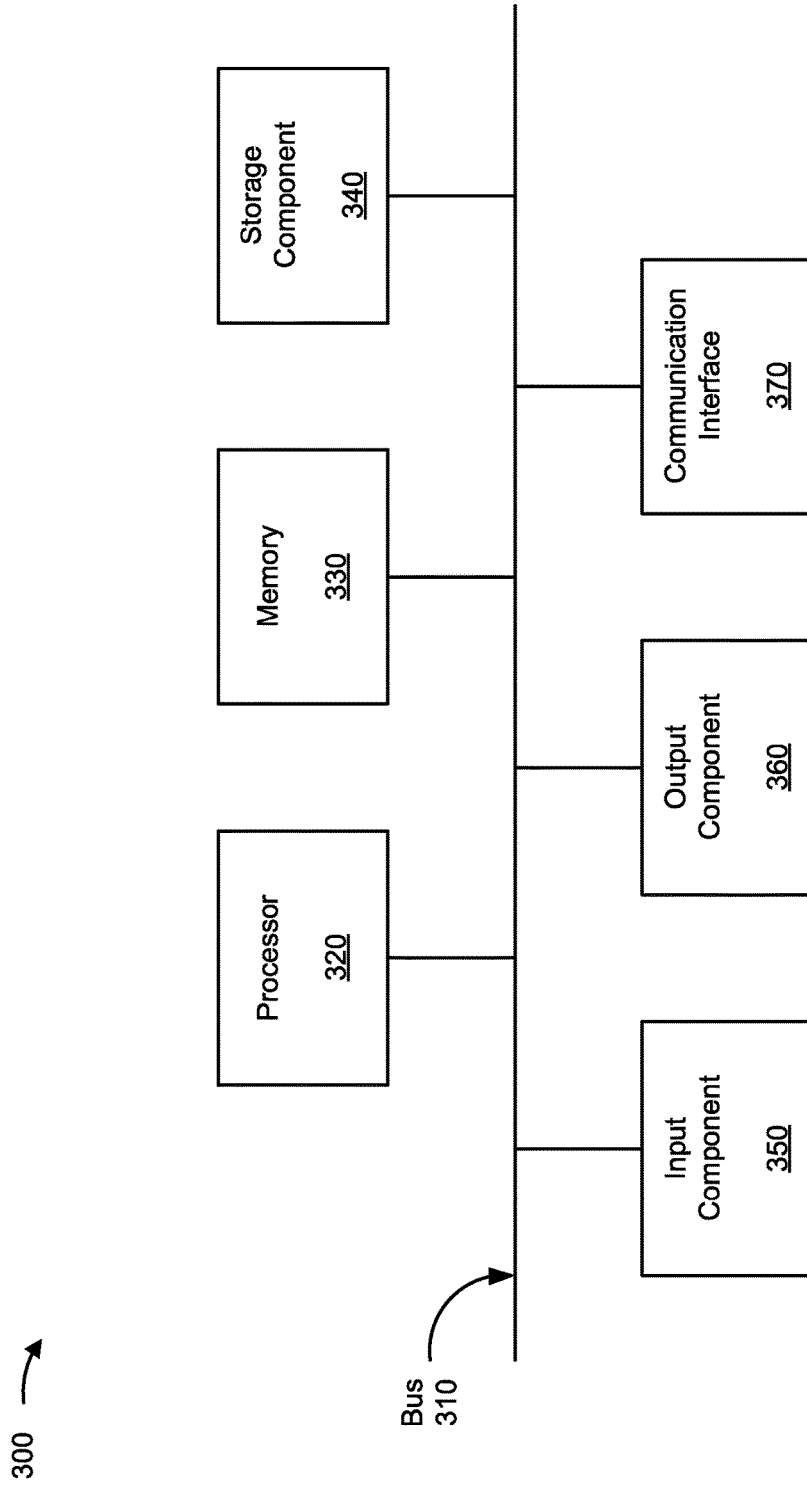 300
Bus
310
Processor
320
Memory
330
Storage
Component
340
Input
Component
350
Output
Component
360
Communication
Interface
370